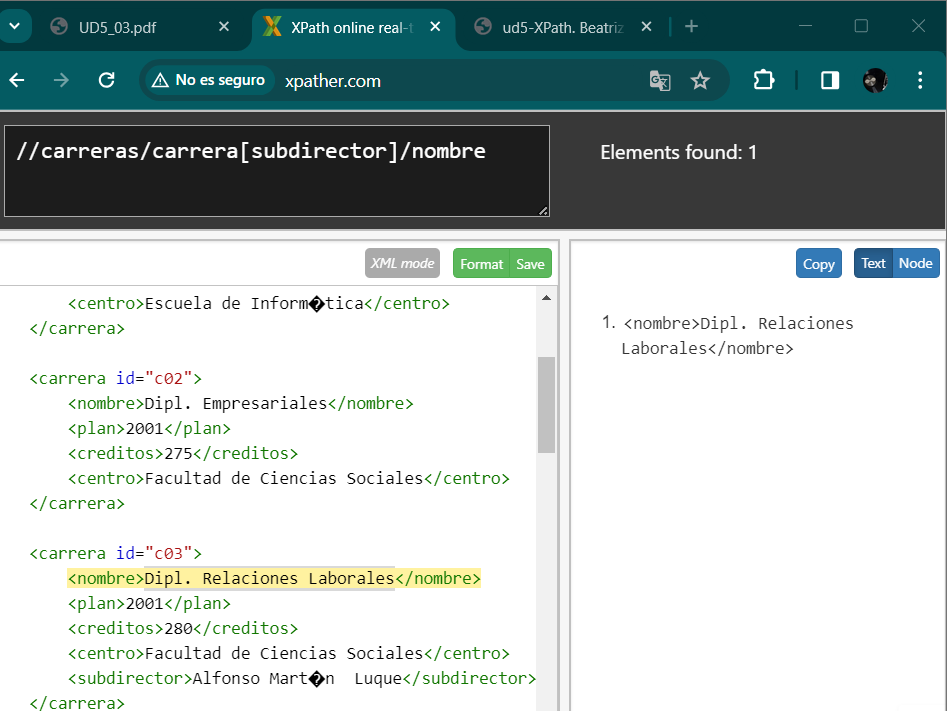 UD5_03.pdf
XPath online real-t
ud5-XPath. Beatriz
No es seguro
xpather.com
//carreras/carrera[subdirector]/nombre
Elements found: 1
XML mode
Format
Save
Copy
Text
Node
<centro>Escuela de Inform�tica</centro>
</carrera>
<carrera id="c02">
<nombre>Dipl. Empresariales</nombre>
<plan>2001</plan>
<creditos>275</creditos>
<centro>Facultad de Ciencias Sociales</centro>
</carrera>
<carrera id="c03">
<nombre>Dipl. Relaciones Laborales</nombre>
<plan>2001</plan>
<creditos>280</creditos>
<centro>Facultad de Ciencias Sociales</centro>
<subdirector>Alfonso Mart�n  Luque</subdirector>
</carrera>
1. <nombre>Dipl. Relaciones
Laborales</nombre>